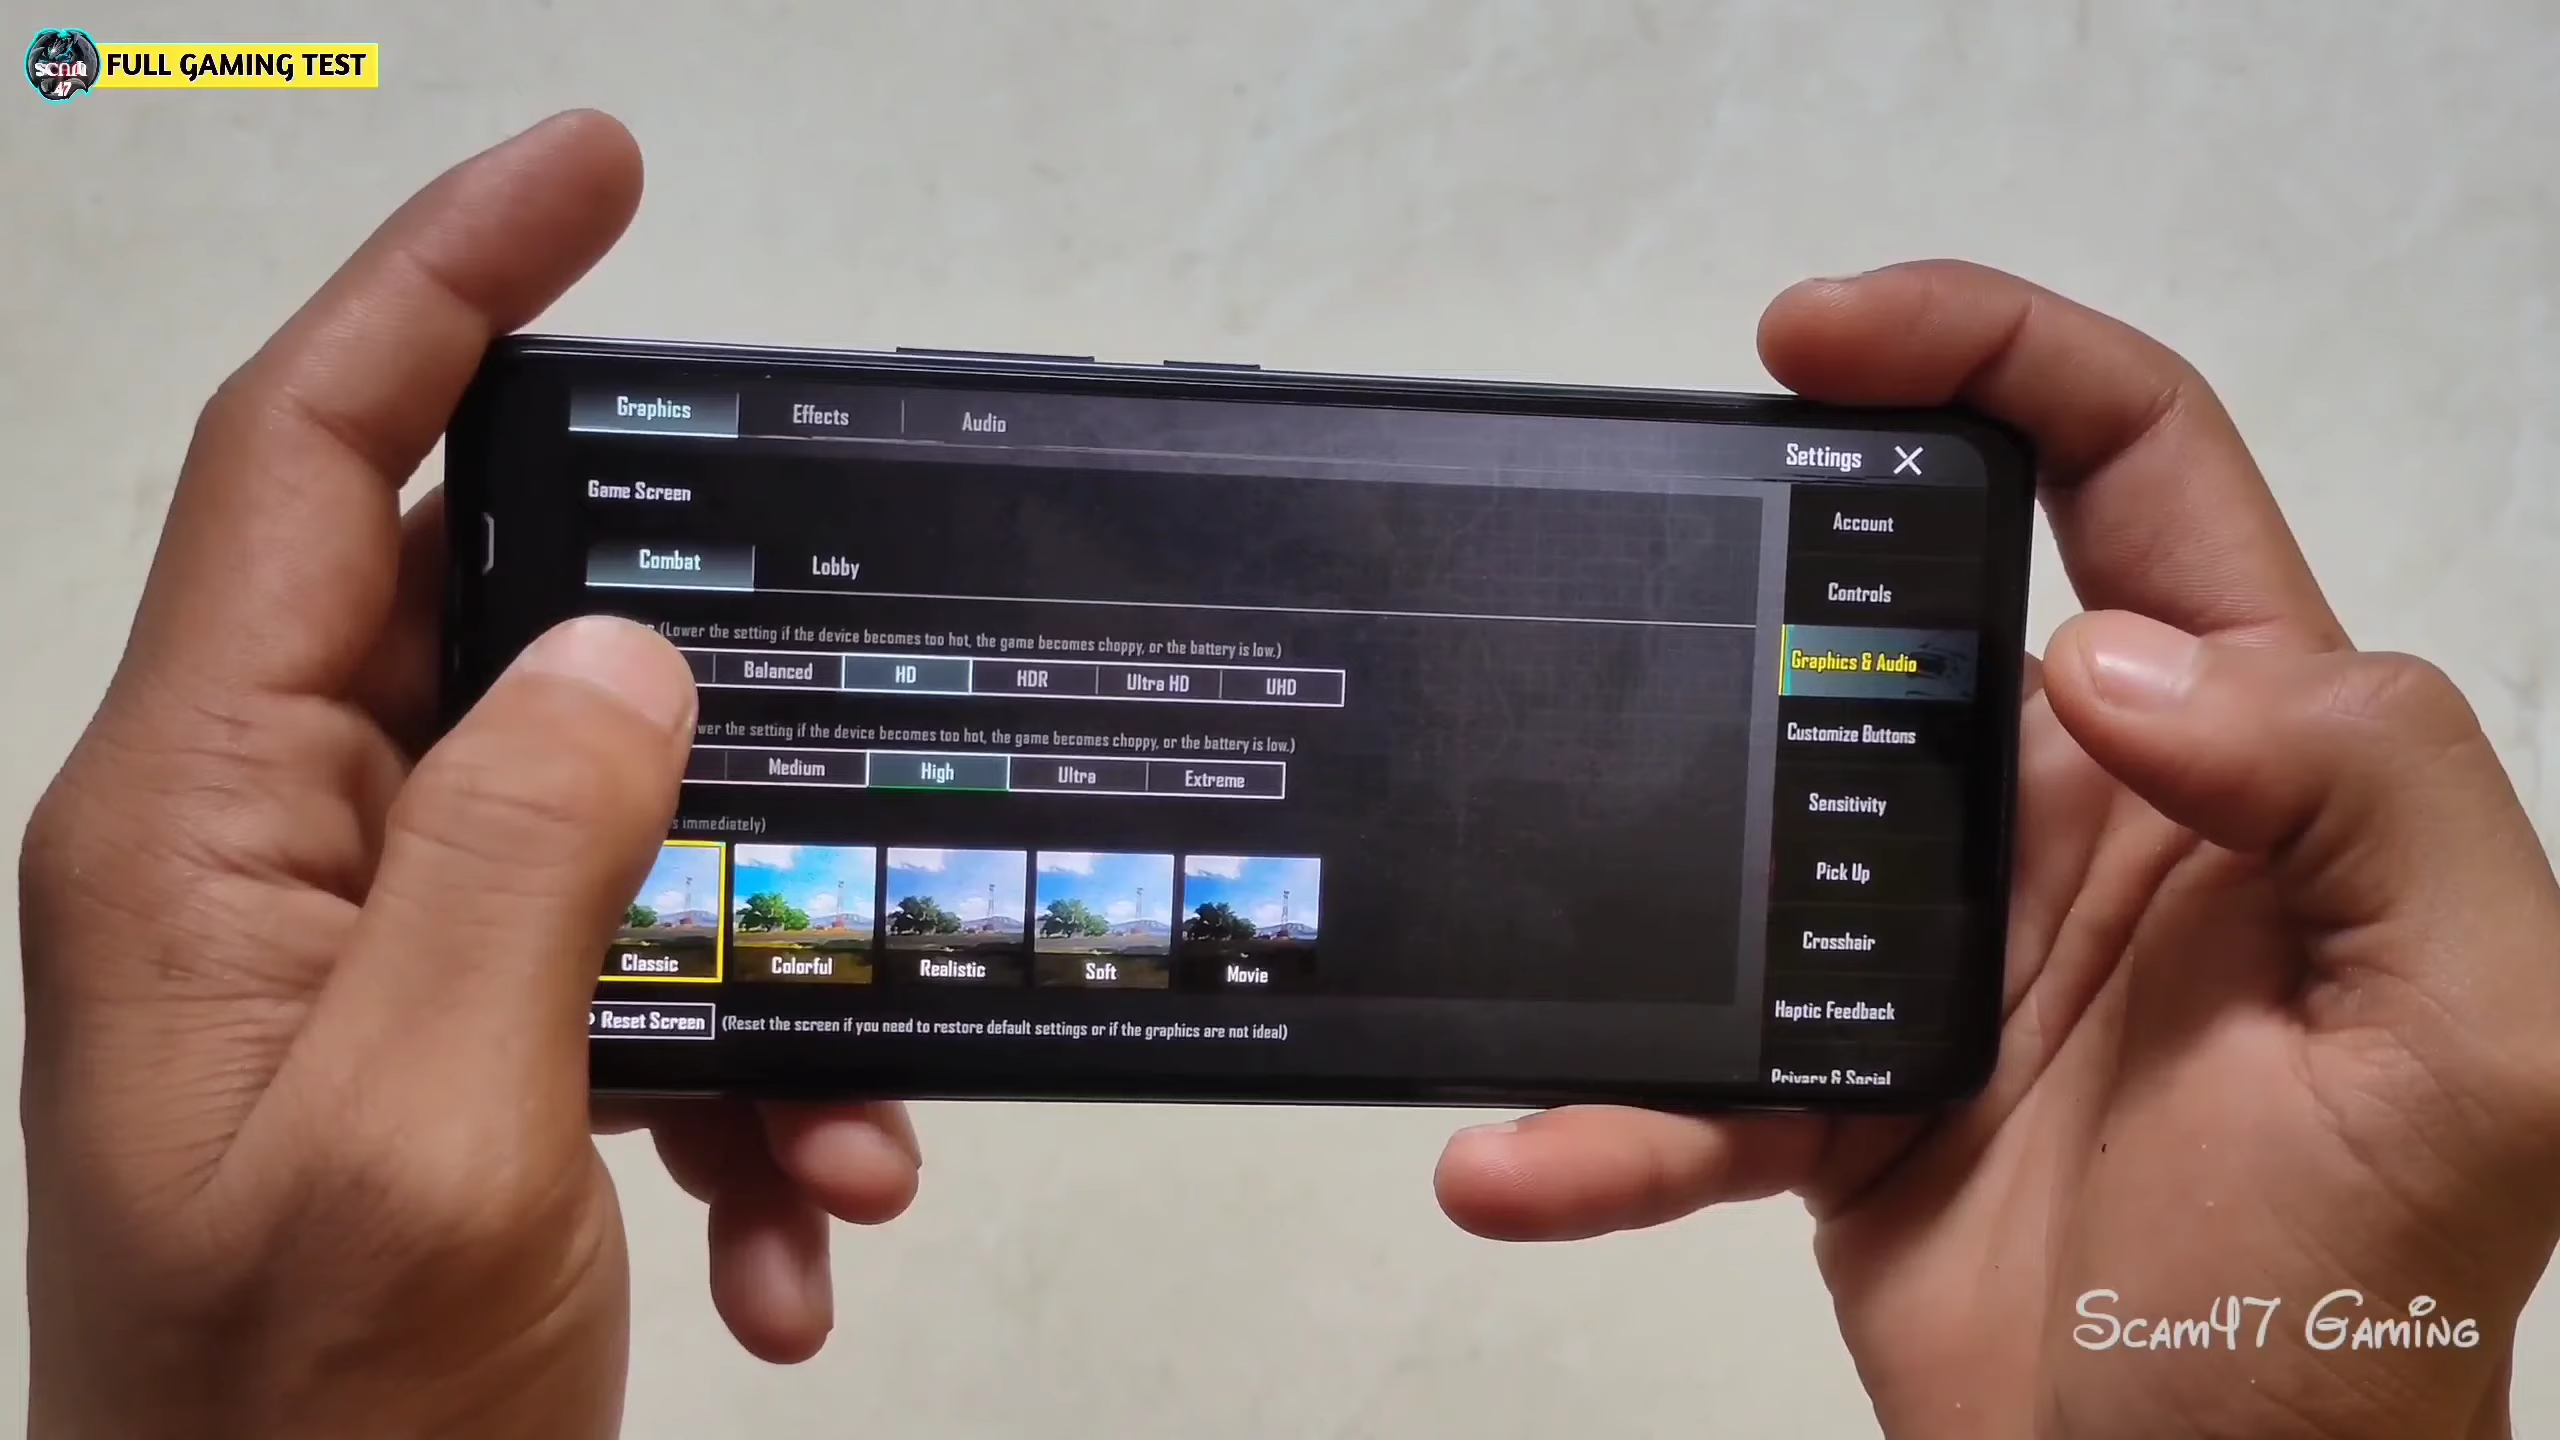 SCAM 47 FULL GAMING TEST
Graphics Effects Audio
Settings
Game Screen
Combat Lobby
(Lower the setting if the device becomes too hot, the game becomes choppy, or the battery is low.)
Balanced HD HDR Ultra HD UHD
wer the setting if the device becomes too hot, the game becomes choppy, or the battery is low.)
Medium High Ultra Extreme
s immediately)
Classic Colorful Realistic Soft Movie
Reset Screen (Reset the screen if you need to restore default settings or if the graphics are not ideal)
Account
Controls
Graphics & Audio
Customize Buttons
Sensitivity
Pick Up
Crosshair
Haptic Feedback
Privacy & Social
Scam47 Gaming